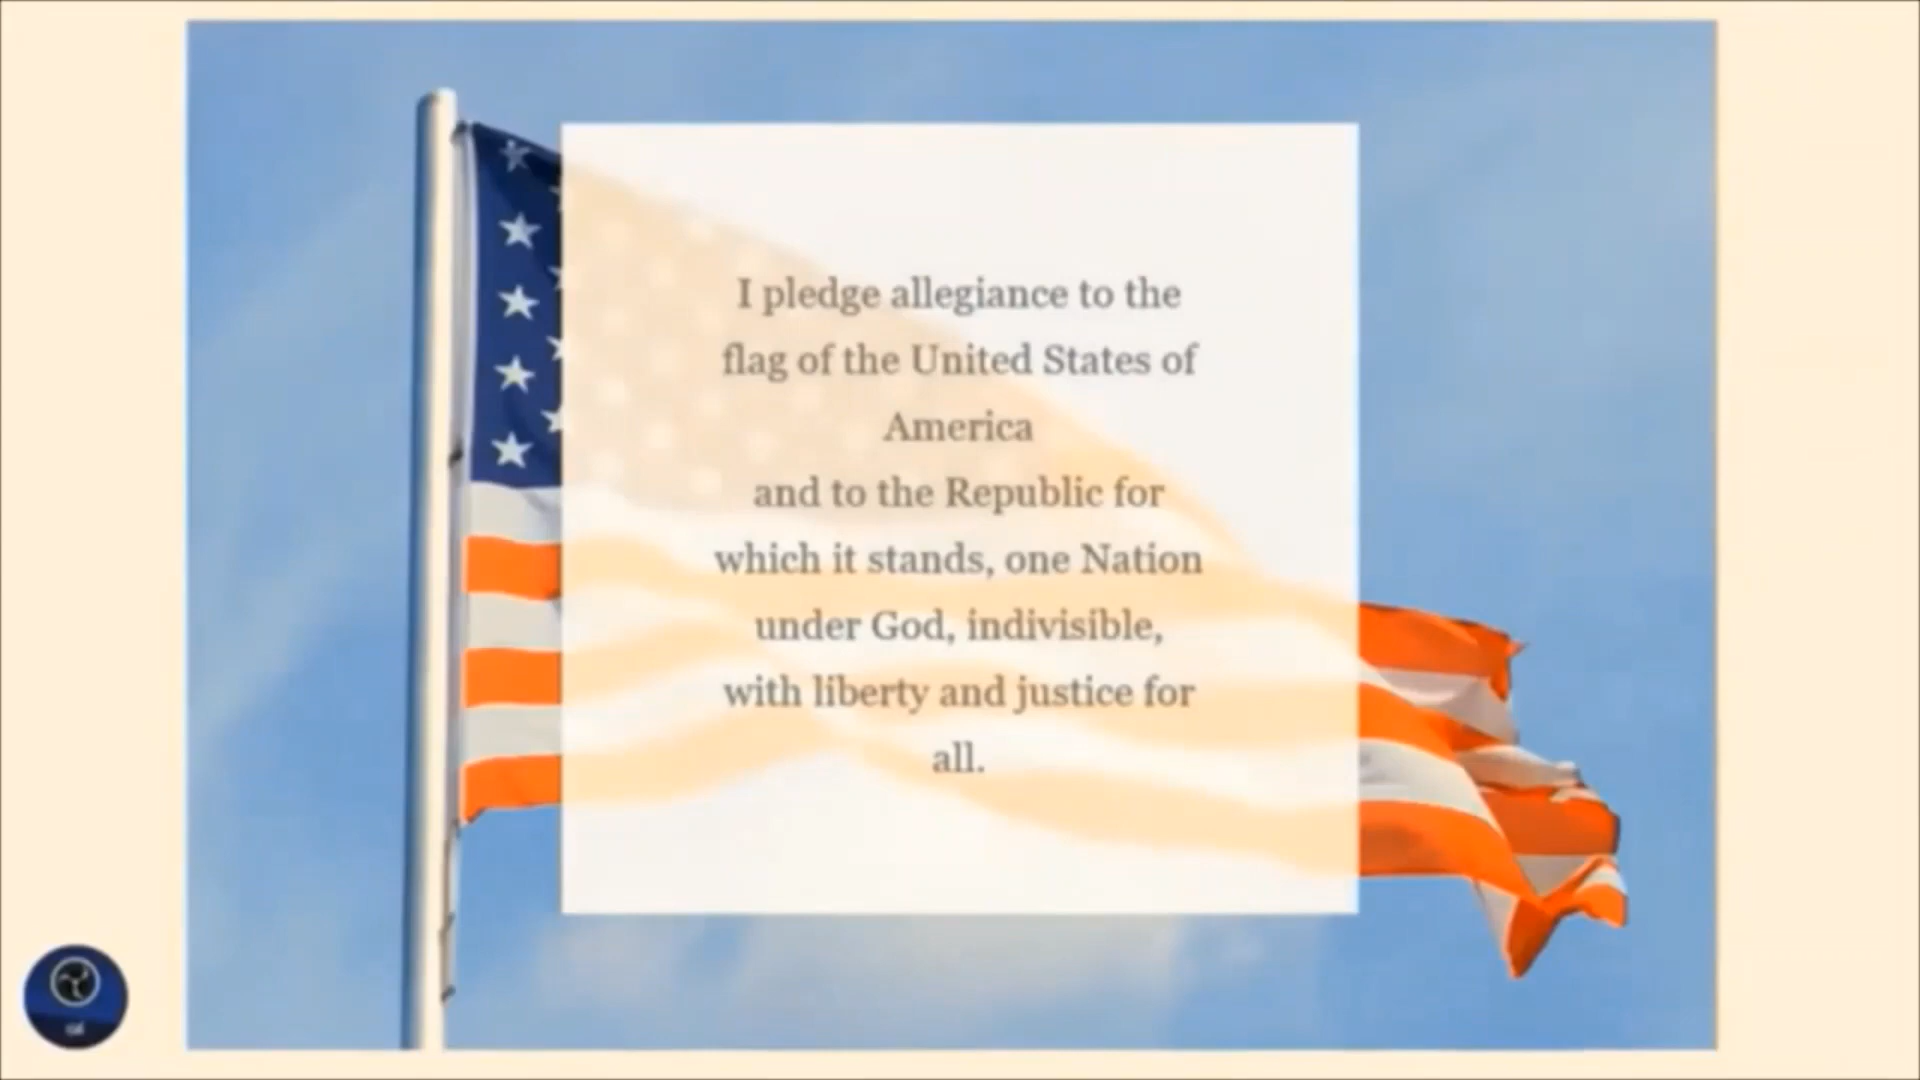 I pledge allegiance to the
flag of the United States of
America
and to the Republic for
which it stands, one Nation
under God, indivisible,
with liberty and justice for
all.